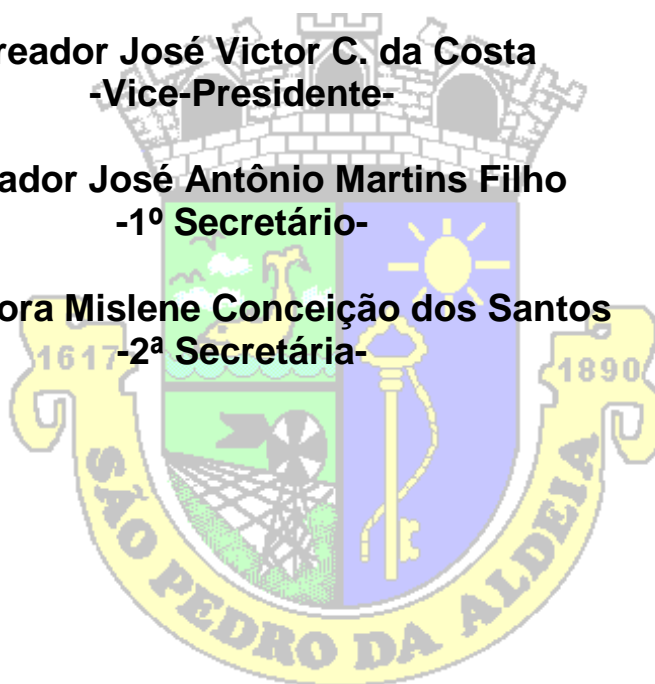 reador José Victor C. da Costa
-Vice-Presidente-
ador José Antônio Martins Filho
-1º Secretário-
ora Mislene Conceição dos Santos
-2ª Secretária-
1617
1890
SÃO PEDRO DA ALDEIA